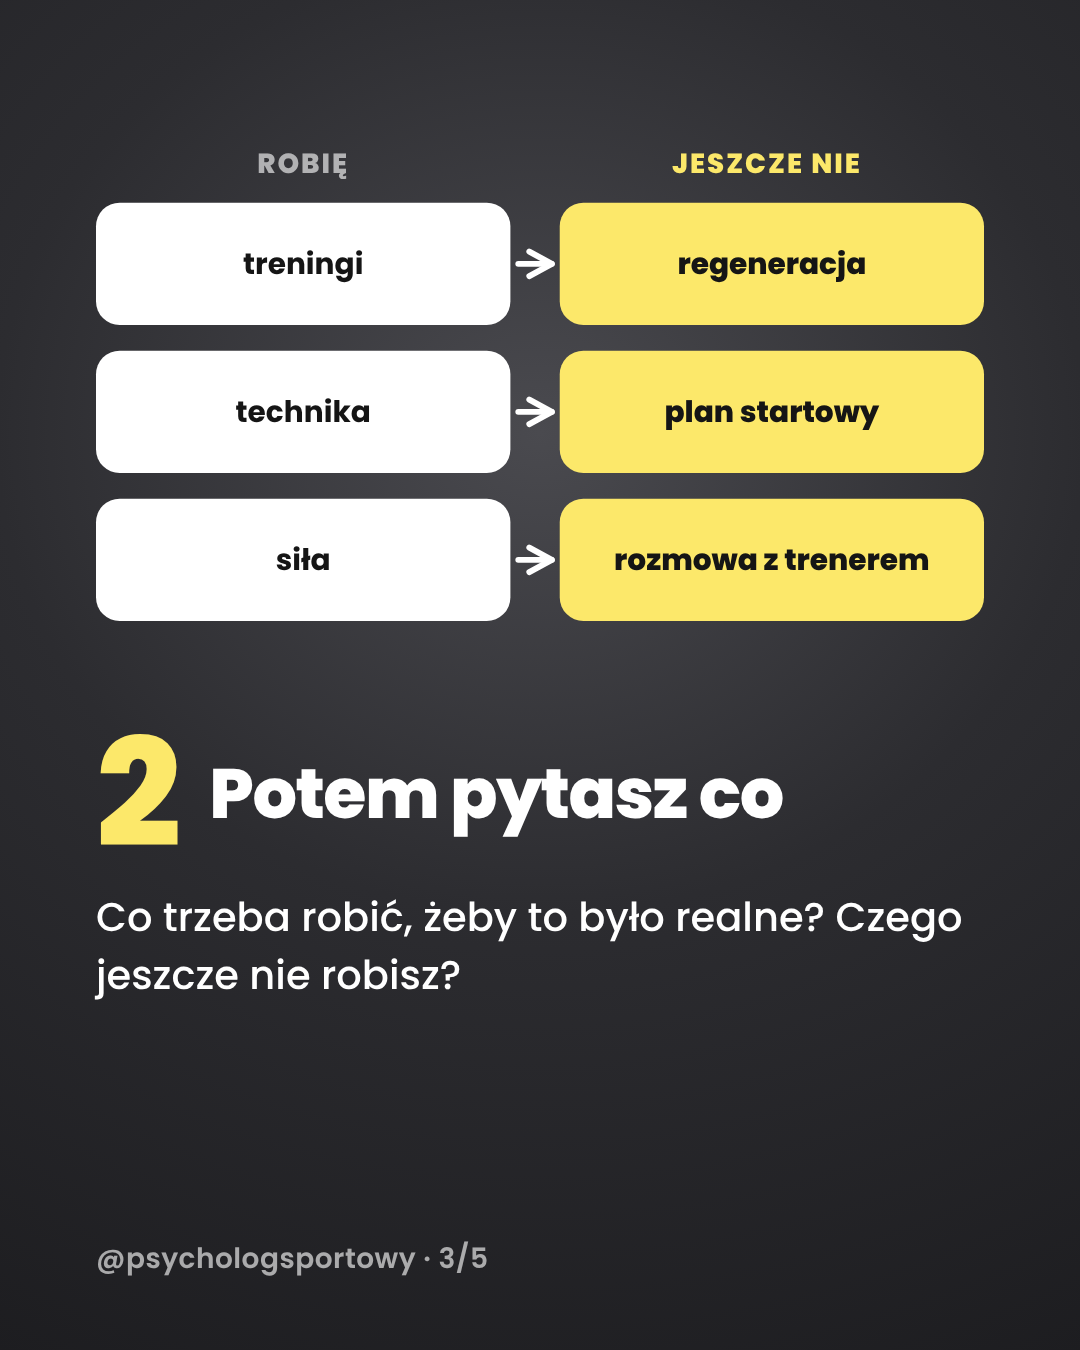 ROBIĘ JESZCZE NIE
treningi → regeneracja
technika → plan startowy
siła → rozmowa z trenerem
2 Potem pytasz co
Co trzeba robić, żeby to było realne? Czego
jeszcze nie robisz?
@psychologsportowy · 3/5